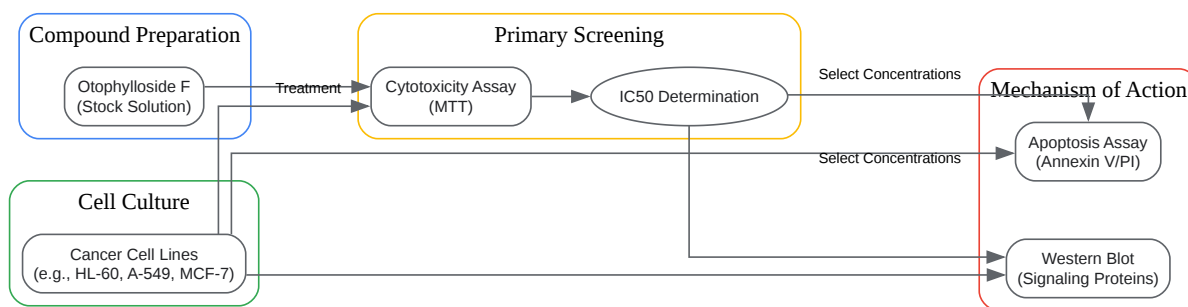 Compound Preparation
Otophylloside F
(Stock Solution)
Treatment
Primary Screening
Cytotoxicity Assay
(MTT)
IC50 Determination
Select Concentrations
Select Concentrations
Mechanism of Action
Apoptosis Assay
(Annexin V/PI)
Western Blot
(Signaling Proteins)
Cell Culture
Cancer Cell Lines
(e.g., HL-60, A-549, MCF-7)